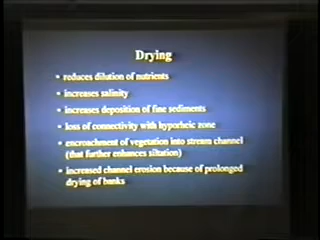 Drying
• reduces dilution of nutrients
• increases salinity
• increases deposition of fine sediments
• loss of connectivity with hyporheic zone
• encroachment of vegetation into stream channel
(that further enhances siltation)
• increased channel erosion because of prolonged
drying of banks